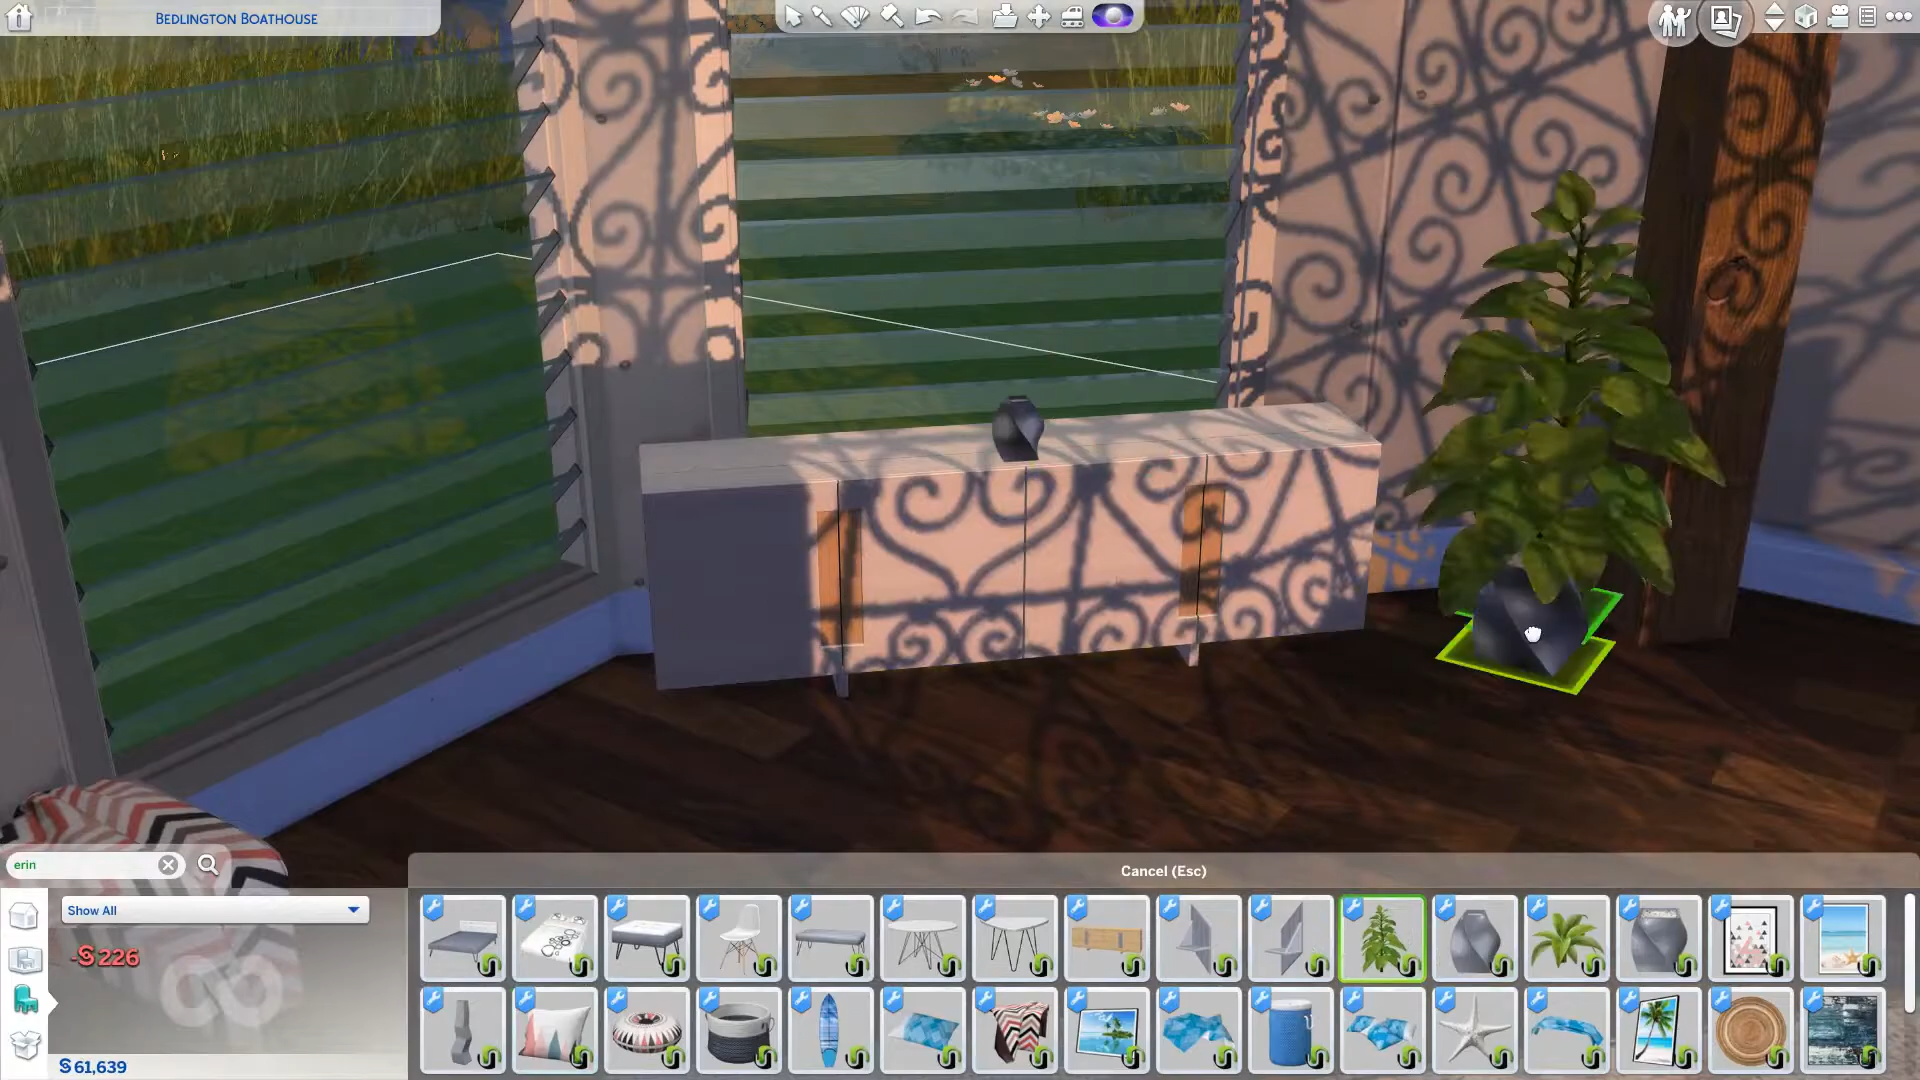 BEDLINGTON BOATHOUSE
erin
Cancel (Esc)
Show All
-§226
§61,639